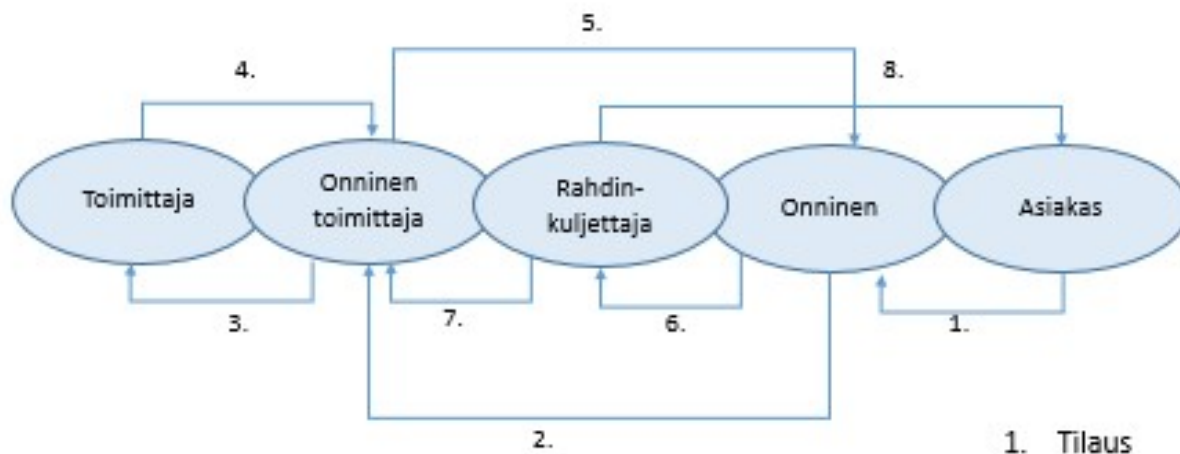 5.
4.
8.
Toimittaja
Onninen
toimittaja
Rahdin-
kuljettaja
Onninen
Asiakas
3.
7.
6.
1.
2.
1. Tilaus